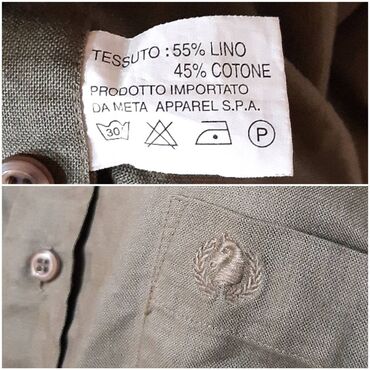 TESSUTO : 55% LINO
45% COTONE
PRODOTTO IMPORTATO
DA META APPAREL S.P.A.
30° P